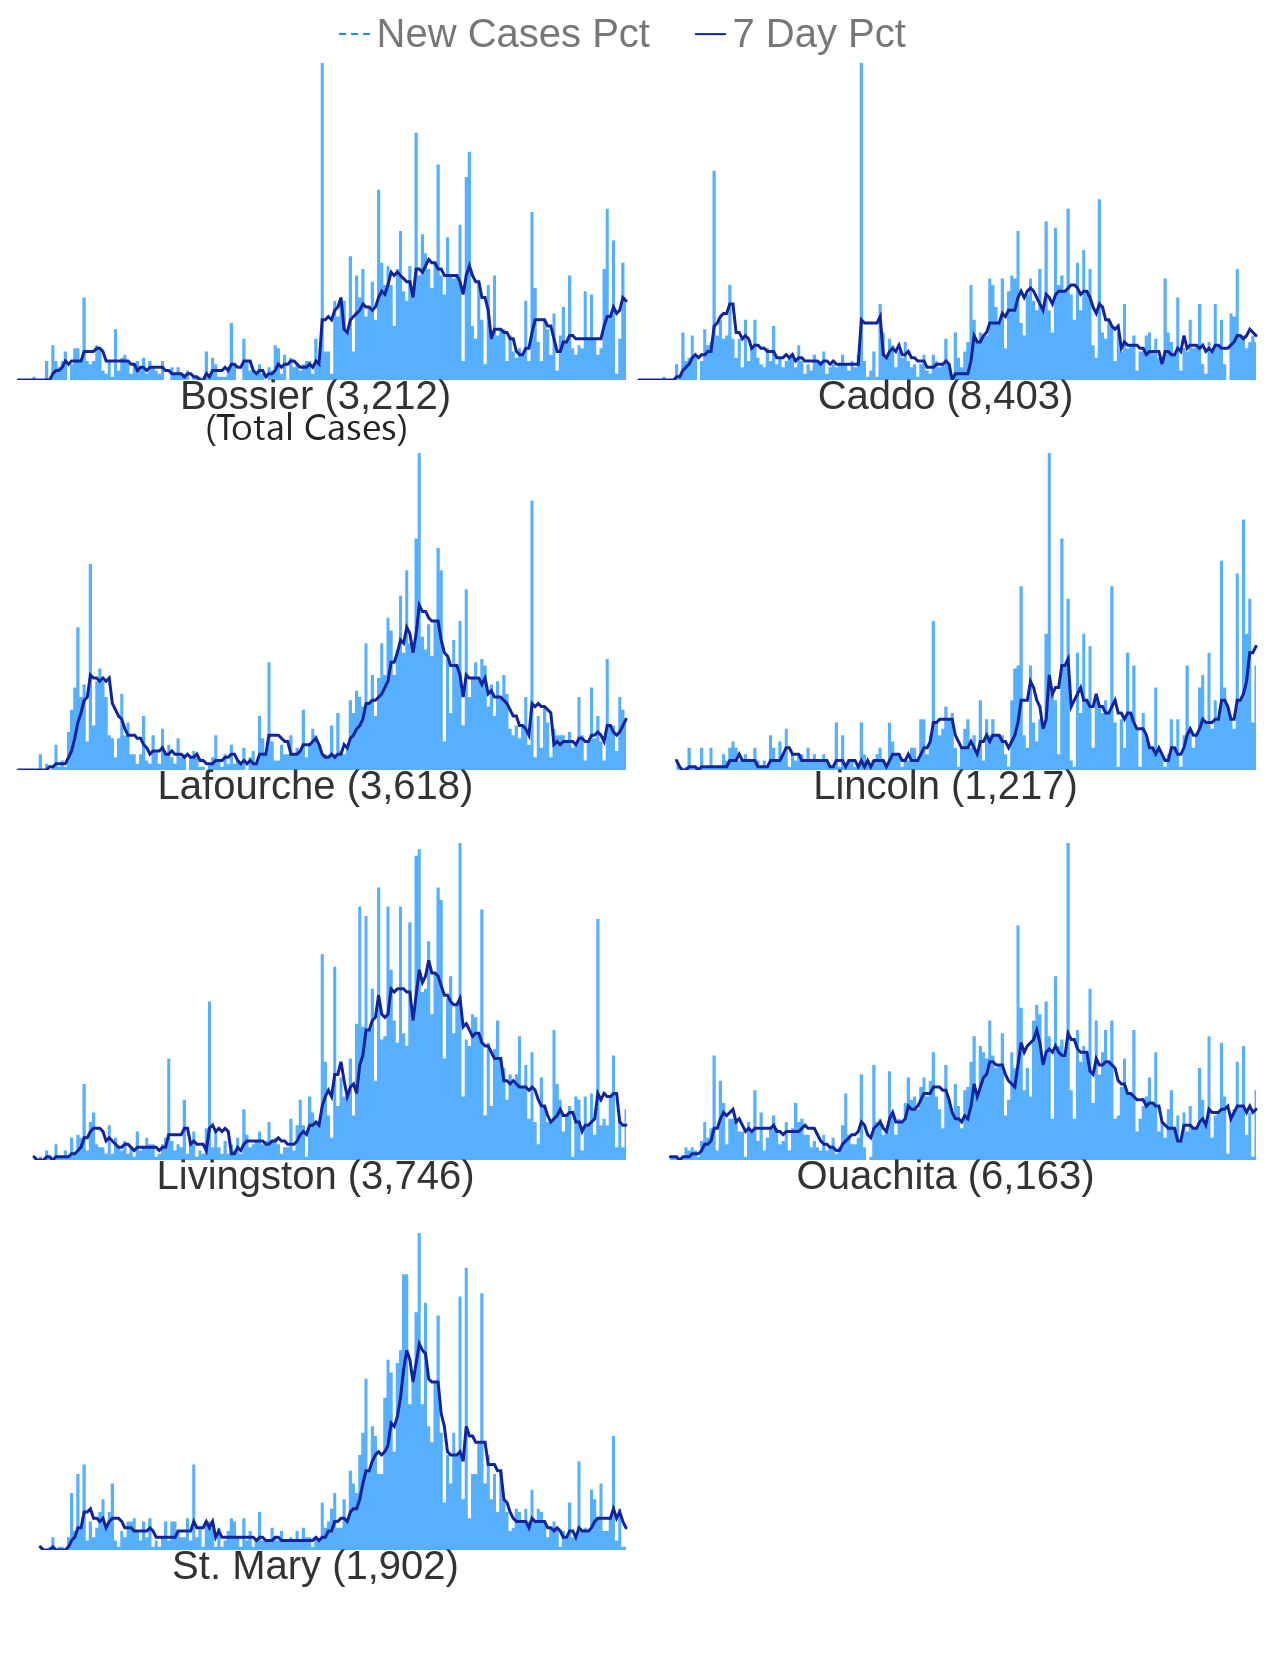 New Cases Pct 7 Day Pct
Bossier (3,212) Caddo (8,403)
(Total Cases)
Lafourche (3,618) Lincoln (1,217)
Livingston (3,746) Ouachita (6,163)
St. Mary (1,902)